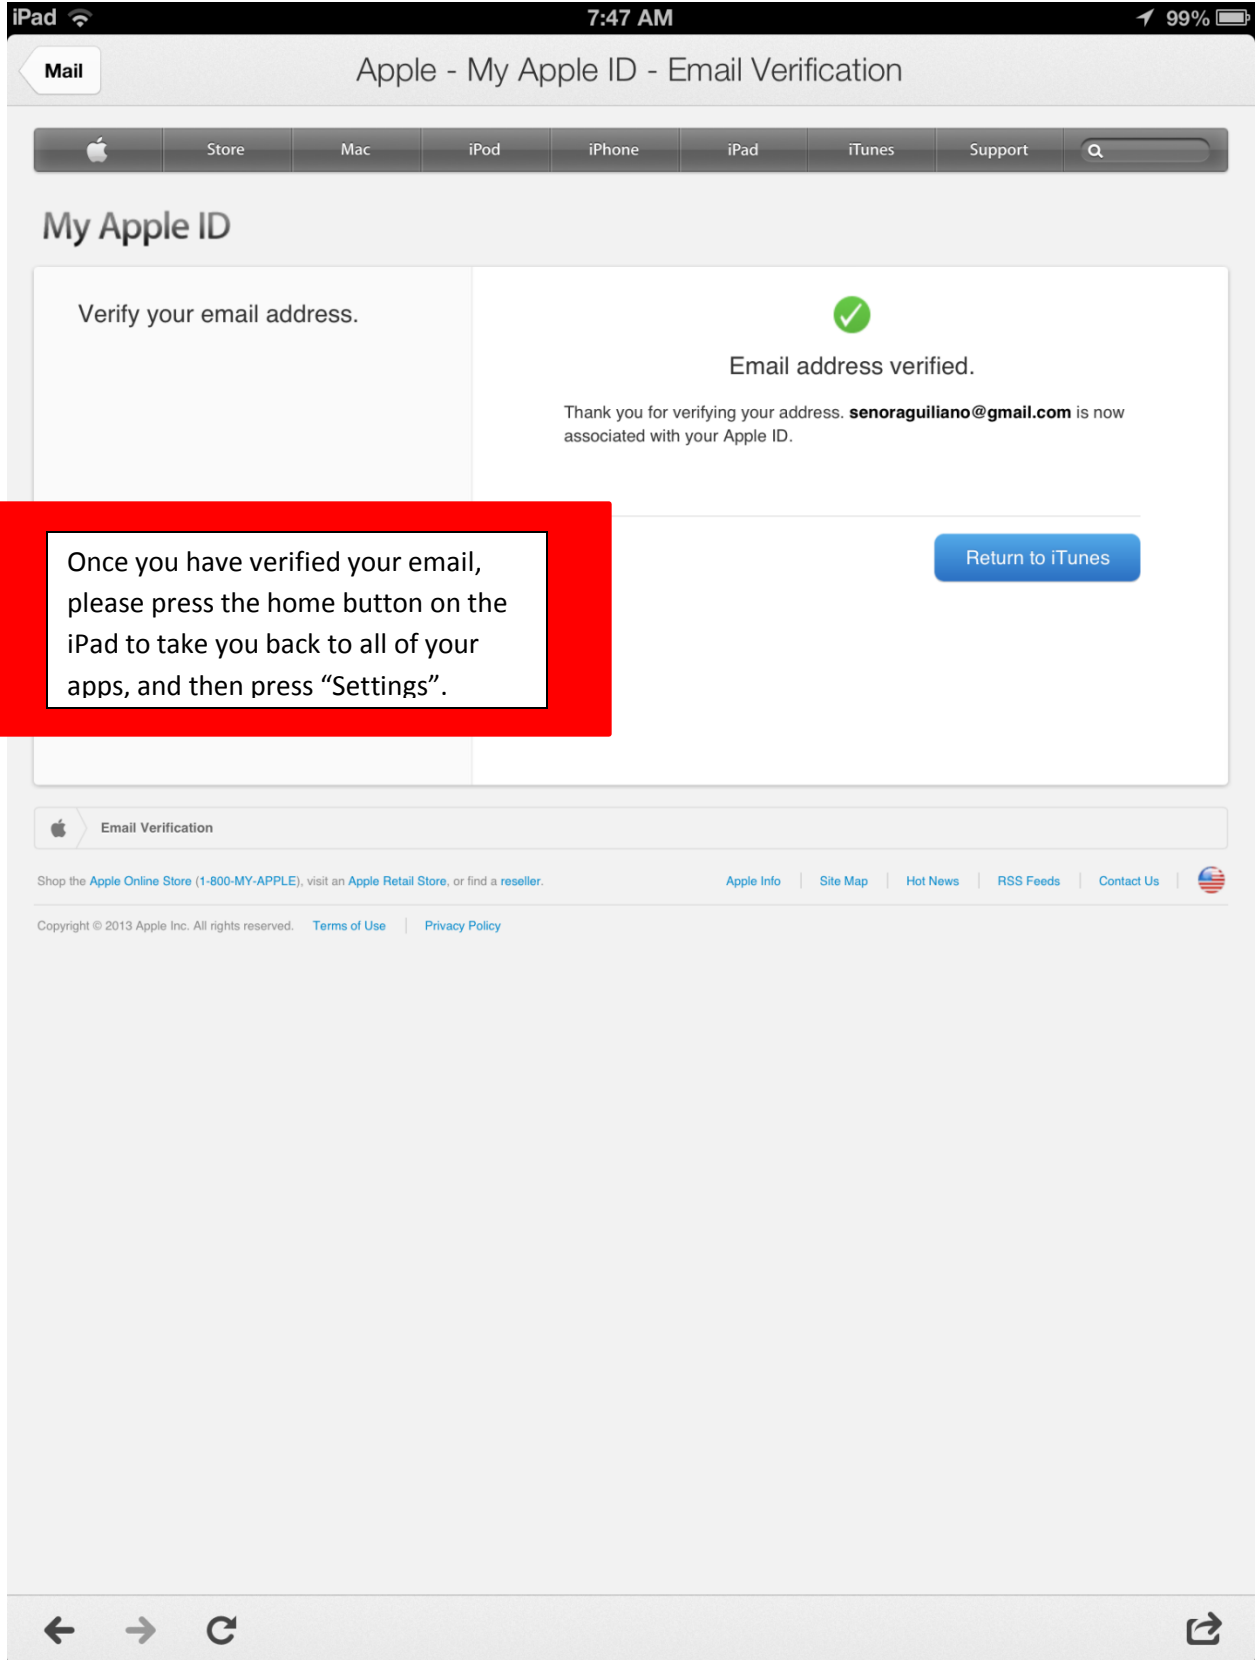 iPad 7:47 AM 99%
Mail Apple - My Apple ID - Email Verification
Store Mac iPod iPhone iPad iTunes Support
My Apple ID
Verify your email address.
Email address verified.
Thank you for verifying your address. senoraguiliano@gmail.com is now
associated with your Apple ID.
Return to iTunes
Once you have verified your email,
please press the home button on the
iPad to take you back to all of your
apps, and then press “Settings”.
Email Verification
Shop the Apple Online Store (1-800-MY-APPLE), visit an Apple Retail Store, or find a reseller. Apple Info Site Map Hot News RSS Feeds Contact Us
Copyright © 2013 Apple Inc. All rights reserved. Terms of Use Privacy Policy